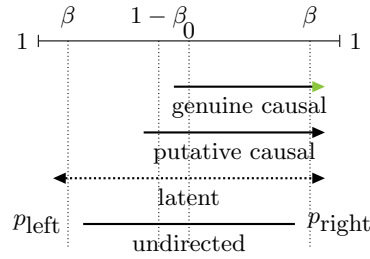 β 1 − β β
1 0 1
genuine causal
putative causal
latent
p_left p_right
undirected